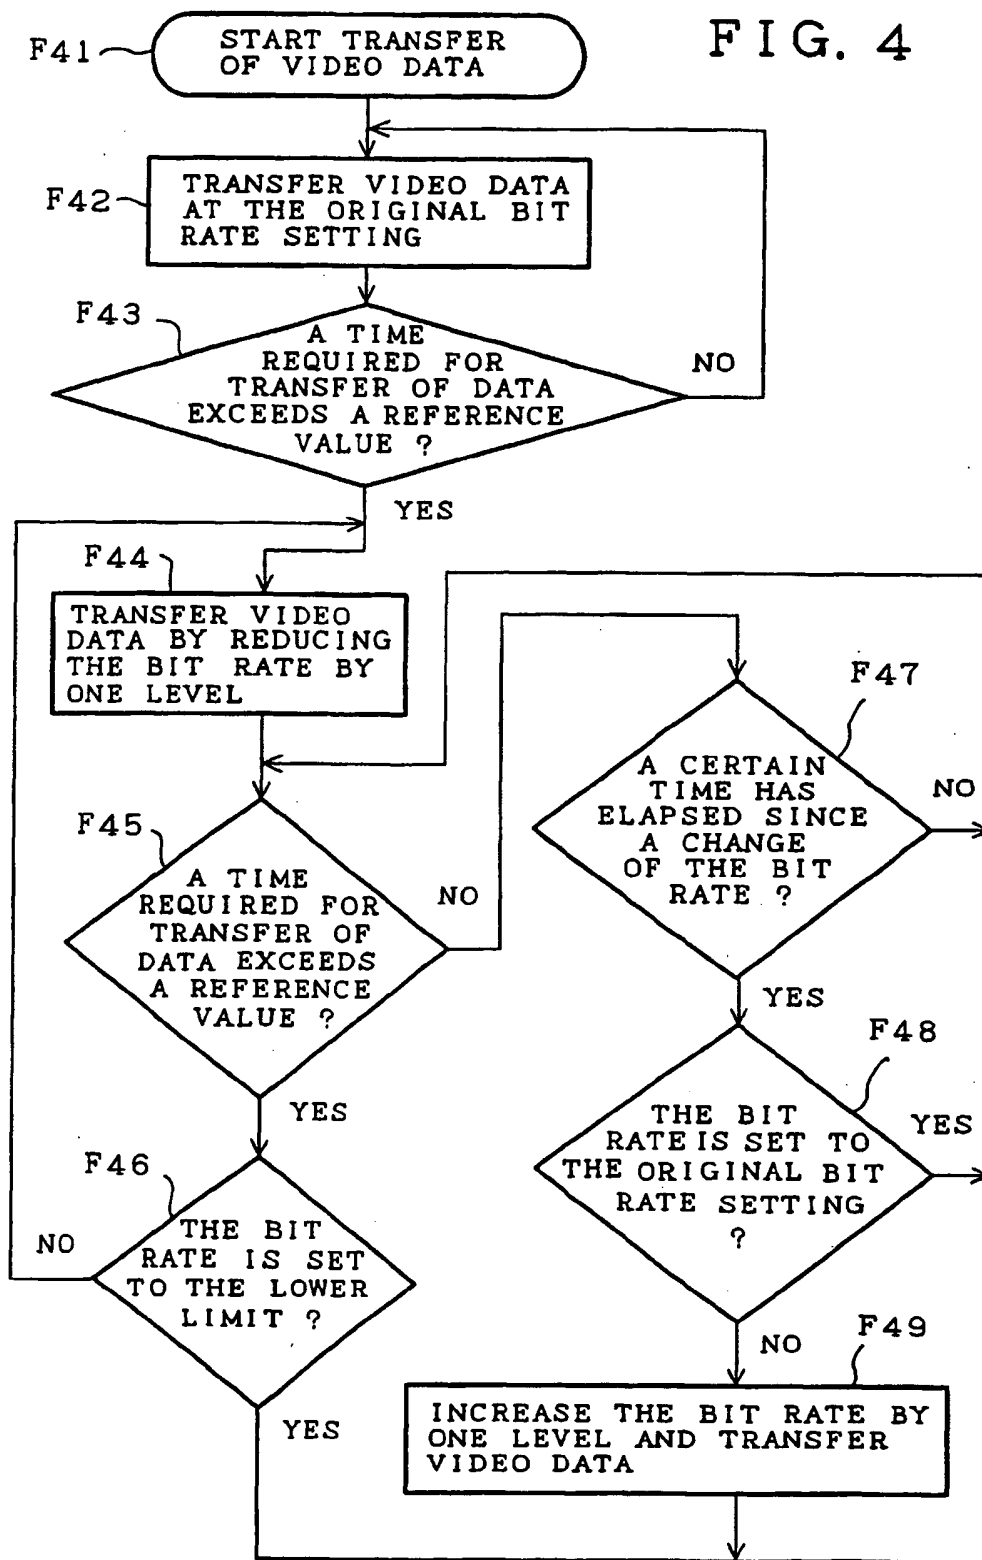 FIG. 4
F41
START TRANSFER
OF VIDEO DATA
F42
TRANSFER VIDEO DATA
AT THE ORIGINAL BIT
RATE SETTING
F43
A TIME
REQUIRED FOR
TRANSFER OF DATA
EXCEEDS A REFERENCE
VALUE ?
NO
YES
F44
TRANSFER VIDEO
DATA BY REDUCING
THE BIT RATE BY
ONE LEVEL
F45
A TIME
REQUIRED FOR
TRANSFER OF
DATA EXCEEDS
A REFERENCE
VALUE ?
NO
YES
F46
THE BIT
RATE IS SET
TO THE LOWER
LIMIT ?
NO
YES
F47
A CERTAIN
TIME HAS
ELAPSED SINCE
A CHANGE
OF THE BIT
RATE ?
NO
YES
F48
THE BIT
RATE IS SET TO
THE ORIGINAL BIT
RATE SETTING
?
YES
NO
F49
INCREASE THE BIT RATE BY
ONE LEVEL AND TRANSFER
VIDEO DATA